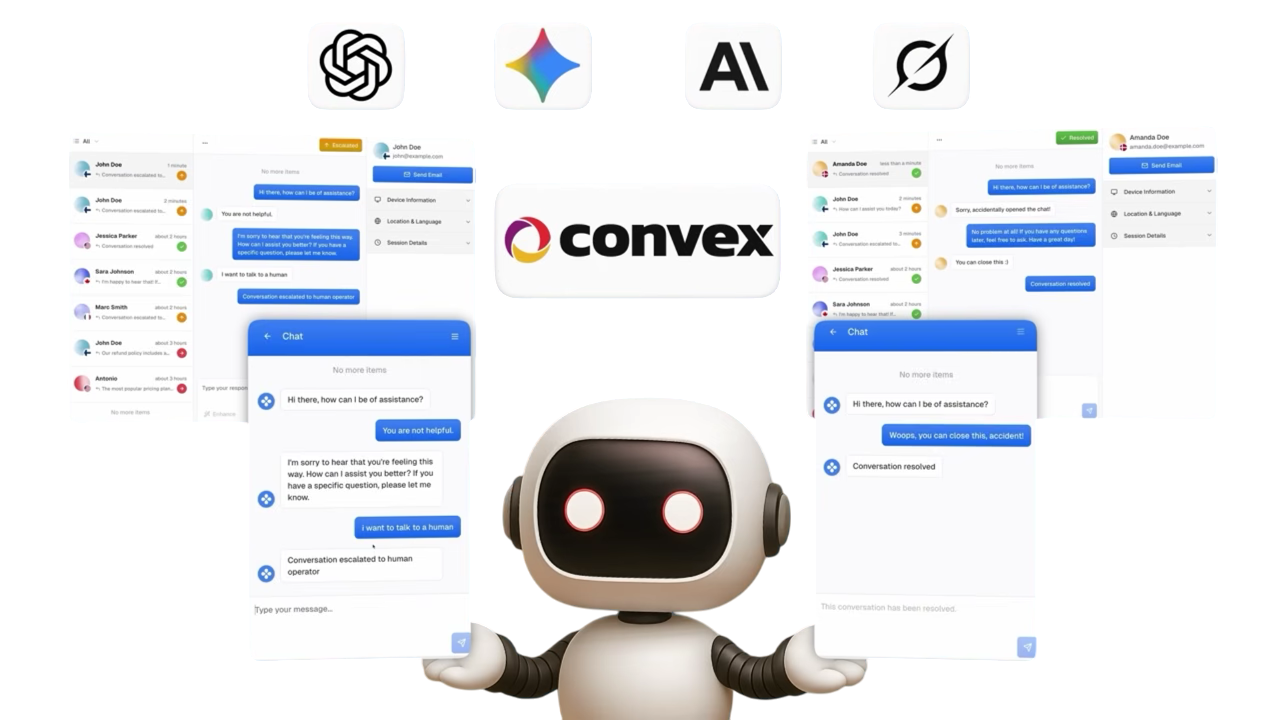 A\
convex
All
John Doe
1 minute
Conversation escalated to...
John Doe
2 minutes
Conversation escalated to...
Jessica Parker
about 2 hours
Conversation resolved
Sara Johnson
about 2 hours
I'm happy to hear that! If...
Marc Smith
about 2 hours
Conversation escalated to...
John Doe
about 3 hours
Our refund policy includes a...
Antonio
about 3 hours
The most popular among plan...
No more items
...
Escalated
No more items
Hi there, how can I be of assistance?
You are not helpful.
I'm sorry to hear that you're feeling this way.
How can I assist you better? If you have a
specific question, please let me know.
I want to talk to a human
Conversation escalated to human operator
Type your respon
Enhance
John Doe
john@example.com
Send Email
Device Information
Location & Language
Session Details
Chat
No more items
Hi there, how can I be of assistance?
You are not helpful.
I'm sorry to hear that you're feeling this
way. How can I assist you better? If you
have a specific question, please let me
know.
i want to talk to a human
Conversation escalated to human
operator
Type your message...
All
Amanda Doe
less than a minute
Conversation resolved
John Doe
2 minutes
How can I assist you today?
John Doe
3 minutes
Conversation escalated to...
Jessica Parker
about 2 hours
Conversation resolved
Sara Johnson
about 2 hours
I'm happy to hear that! If...
...
Resolved
No more items
Hi there, how can I be of assistance?
Sorry, accidentally opened the chat!
No problem at all! If you have any questions
later, feel free to ask. Have a great day!
You can close this :)
Conversation resolved
Amanda Doe
amanda.doe@example.com
Send Email
Device Information
Location & Language
Session Details
Chat
No more items
Hi there, how can I be of assistance?
Woops, you can close this, accident!
Conversation resolved
This conversation has been resolved.